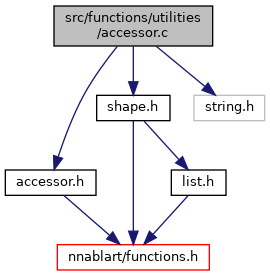 src/functions/utilities
/accessor.c
shape.h
string.h
accessor.h
list.h
nnablart/functions.h